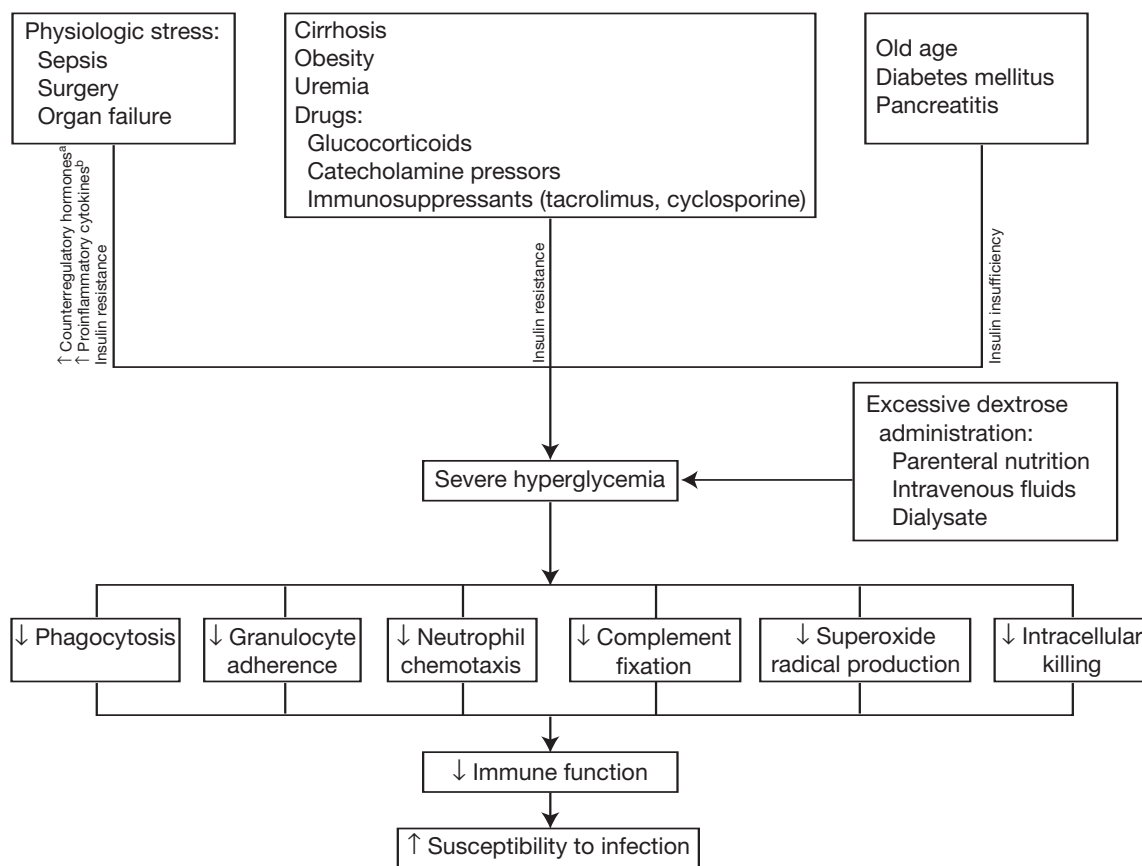 Physiologic stress:
Sepsis
Surgery
Organ failure
Cirrhosis
Obesity
Uremia
Drugs:
Glucocorticoids
Catecholamine pressors
Immunosuppressants (tacrolimus, cyclosporine)
Old age
Diabetes mellitus
Pancreatitis
↑ Counterregulatory hormonesᵃ
↑ Proinflammatory cytokinesᵇ
Insulin resistance
Insulin resistance
Insulin insufficiency
Excessive dextrose
administration:
Parenteral nutrition
Intravenous fluids
Dialysate
Severe hyperglycemia
↓ Phagocytosis
↓ Granulocyte
adherence
↓ Neutrophil
chemotaxis
↓ Complement
fixation
↓ Superoxide
radical production
↓ Intracellular
killing
↓ Immune function
↑ Susceptibility to infection